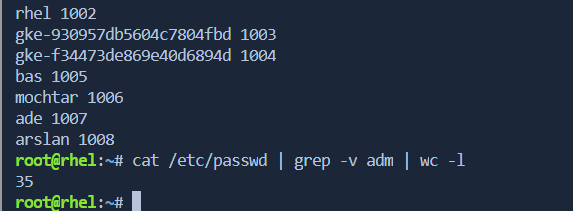 rhel 1002
gke-930957db5604c7804fbd 1003
gke-f34473de869e40d6894d 1004
bas 1005
mochtar 1006
ade 1007
arslan 1008
root@rhel:~# cat /etc/passwd | grep -v adm | wc -l
35
root@rhel:~#